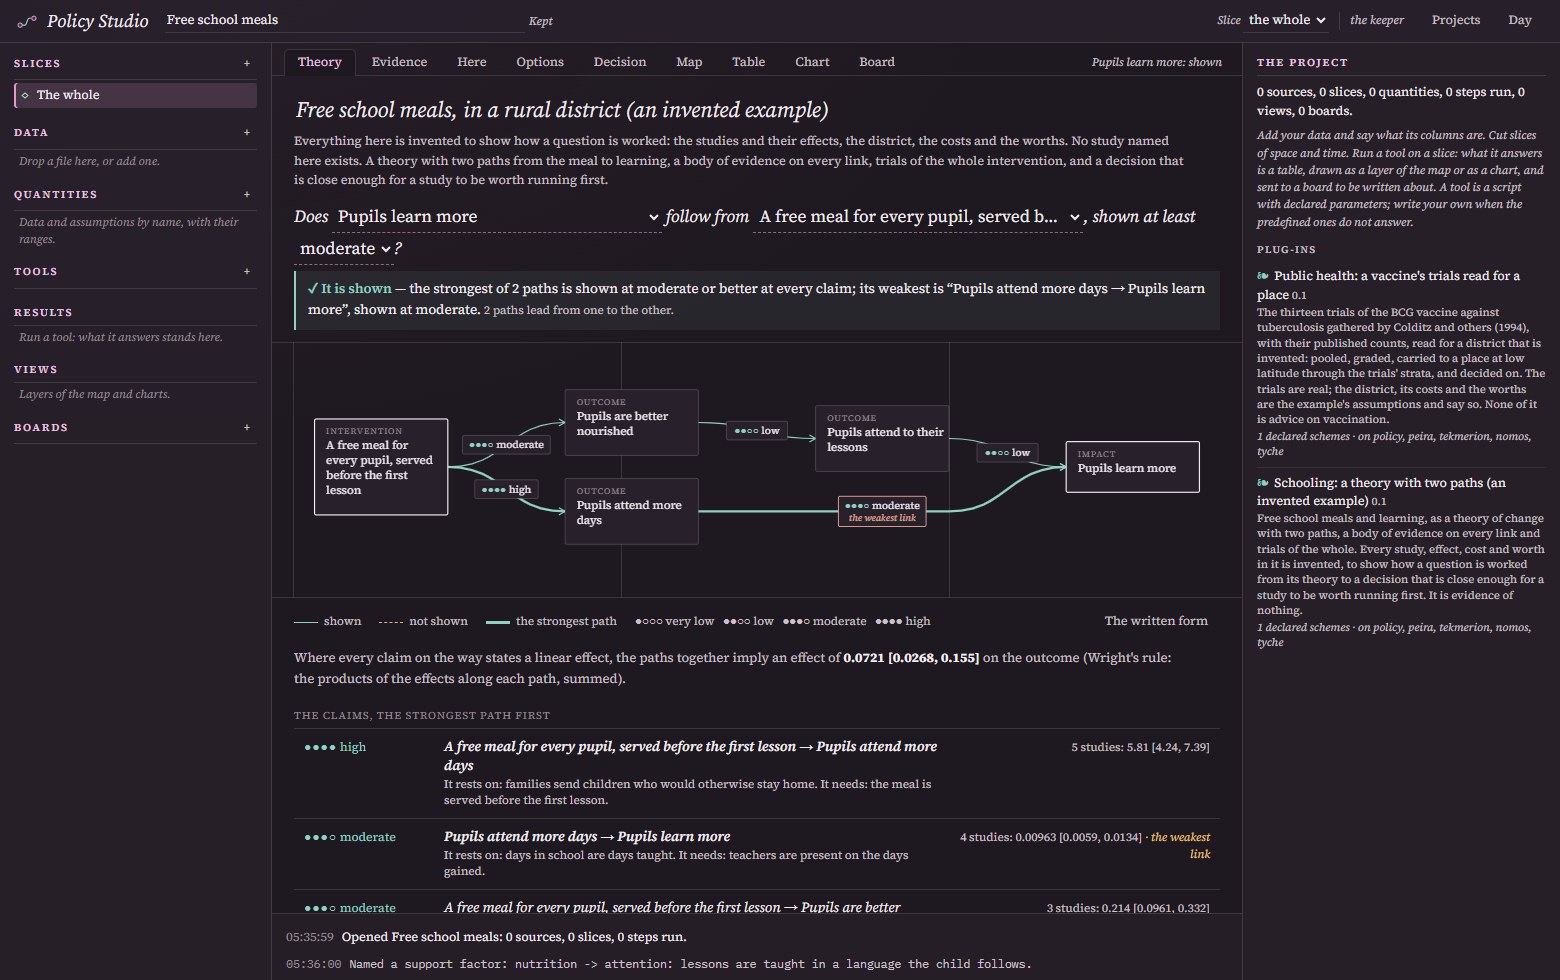 Policy Studio
Free school meals
Kept
Slice the whole
the keeper
Projects
Day
SLICES +
The whole
DATA +
Drop a file here, or add one.
QUANTITIES +
Data and assumptions by name, with their
ranges.
TOOLS +
RESULTS
Run a tool: what it answers stands here.
VIEWS
Layers of the map and charts.
BOARDS +
Theory Evidence Here Options Decision Map Table Chart Board
Pupils learn more: shown
Free school meals, in a rural district (an invented example)
Everything here is invented to show how a question is worked: the studies and their effects, the district, the costs and the worths. No study named
here exists. A theory with two paths from the meal to learning, a body of evidence on every link, trials of the whole intervention, and a decision that
is close enough for a study to be worth running first.
Does Pupils learn more follow from A free meal for every pupil, served b... , shown at least
moderate ?
✓ It is shown — the strongest of 2 paths is shown at moderate or better at every claim; its weakest is “Pupils attend more days → Pupils learn
more”, shown at moderate. 2 paths lead from one to the other.
INTERVENTION
A free meal for
every pupil, served
before the first
lesson
●●●○ moderate
●●●● high
OUTCOME
Pupils are better
nourished
OUTCOME
Pupils attend more
days
●●○○ low
OUTCOME
Pupils attend to their
lessons
●●●○ moderate
the weakest link
●●○○ low
IMPACT
Pupils learn more
shown not shown the strongest path ●○○○ very low ●●○○ low ●●●○ moderate ●●●● high
The written form
Where every claim on the way states a linear effect, the paths together imply an effect of 0.0721 [0.0268, 0.155] on the outcome (Wright's rule:
the products of the effects along each path, summed).
THE CLAIMS, THE STRONGEST PATH FIRST
●●●● high
A free meal for every pupil, served before the first lesson → Pupils attend more
days
It rests on: families send children who would otherwise stay home. It needs: the meal is
served before the first lesson.
5 studies: 5.81 [4.24, 7.39]
●●●○ moderate
Pupils attend more days → Pupils learn more
It rests on: days in school are days taught. It needs: teachers are present on the days
gained.
4 studies: 0.00963 [0.0059, 0.0134] · the weakest
link
●●●○ moderate
A free meal for every pupil, served before the first lesson → Pupils are better
3 studies: 0.214 [0.0961, 0.332]
05:35:59 Opened Free school meals: 0 sources, 0 slices, 0 steps run.
05:36:00 Named a support factor: nutrition -> attention: lessons are taught in a language the child follows.
THE PROJECT
0 sources, 0 slices, 0 quantities, 0 steps run, 0
views, 0 boards.
Add your data and say what its columns are. Cut slices
of space and time. Run a tool on a slice: what it answers
is a table, drawn as a layer of the map or as a chart, and
sent to a board to be written about. A tool is a script
with declared parameters; write your own when the
predefined ones do not answer.
PLUG-INS
Public health: a vaccine's trials read for a
place 0.1
The thirteen trials of the BCG vaccine against
tuberculosis gathered by Colditz and others (1994),
with their published counts, read for a district that is
invented: pooled, graded, carried to a place at low
latitude through the trials' strata, and decided on. The
trials are real; the district, its costs and the worths
are the example's assumptions and say so. None of it
is advice on vaccination.
1 declared schemes · on policy, peira, tekmerion, nomos,
tyche
Schooling: a theory with two paths (an
invented example) 0.1
Free school meals and learning, as a theory of change
with two paths, a body of evidence on every link and
trials of the whole. Every study, effect, cost and worth
in it is invented, to show how a question is worked
from its theory to a decision that is close enough for a
study to be worth running first. It is evidence of
nothing.
1 declared schemes · on policy, peira, tekmerion, nomos,
tyche